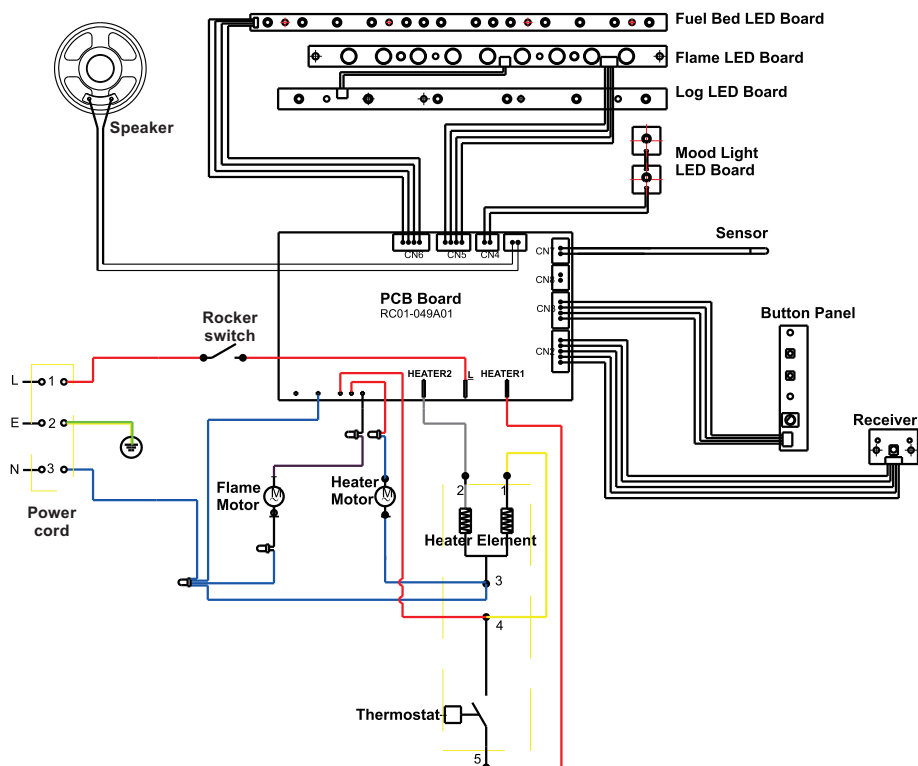 Fuel Bed LED Board
Flame LED Board
Log LED Board
Speaker
Mood Light
LED Board
Sensor
CN6
CN5
CN4
CN7
CN8
CN3
CN2
PCB Board
RC01-049A01
Button Panel
Rocker
switch
HEATER2
L
HEATER1
L
1
E
2
N
3
Receiver
Power
cord
Flame
Motor
M
~
Heater
Motor
M
~
2
1
Heater Element
3
4
Thermostat
5